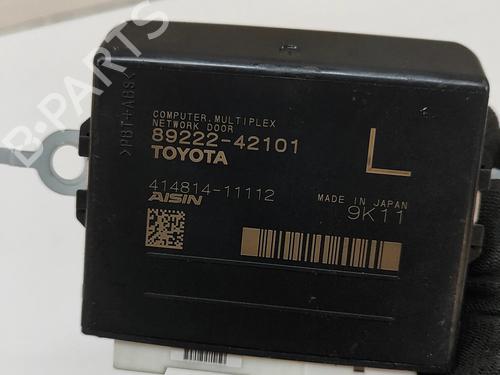 B-PARTS
>PBT+ABS<
COMPUTER, MULTIPLEX
NETWORK DOOR
89222-42101
TOYOTA
L
414814-11112
AISIN
MADE IN JAPAN
9K11